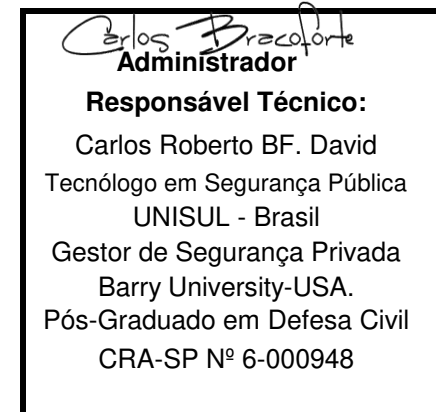 Carlos Bracoforte
Administrador
Responsável Técnico:
Carlos Roberto BF. David
Tecnólogo em Segurança Pública
UNISUL - Brasil
Gestor de Segurança Privada
Barry University-USA.
Pós-Graduado em Defesa Civil
CRA-SP Nº 6-000948